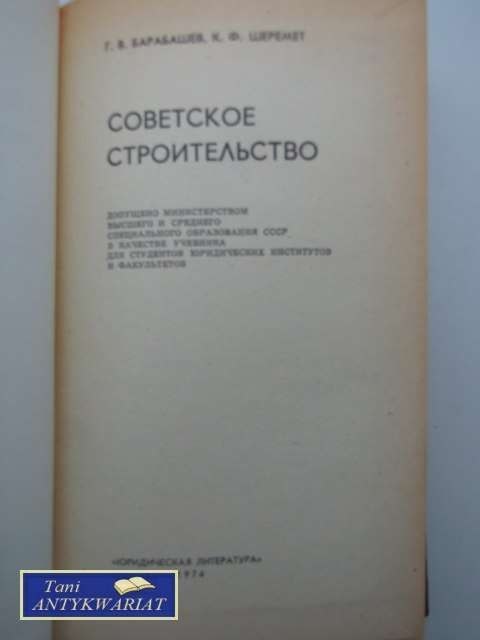 Г. В. БАРАБАШЕВ, К. Ф. ШЕРЕМЕТ
СОВЕТСКОЕ
СТРОИТЕЛЬСТВО
ДОПУЩЕНО МИНИСТЕРСТВОМ
ВЫСШЕГО И СРЕДНЕГО
СПЕЦИАЛЬНОГО ОБРАЗОВАНИЯ СССР
В КАЧЕСТВЕ УЧЕБНИКА
ДЛЯ СТУДЕНТОВ ЮРИДИЧЕСКИХ ИНСТИТУТОВ
И ФАКУЛЬТЕТОВ
«ЮРИДИЧЕСКАЯ ЛИТЕРАТУРА»
974
Tani
ANTYKWARIAT